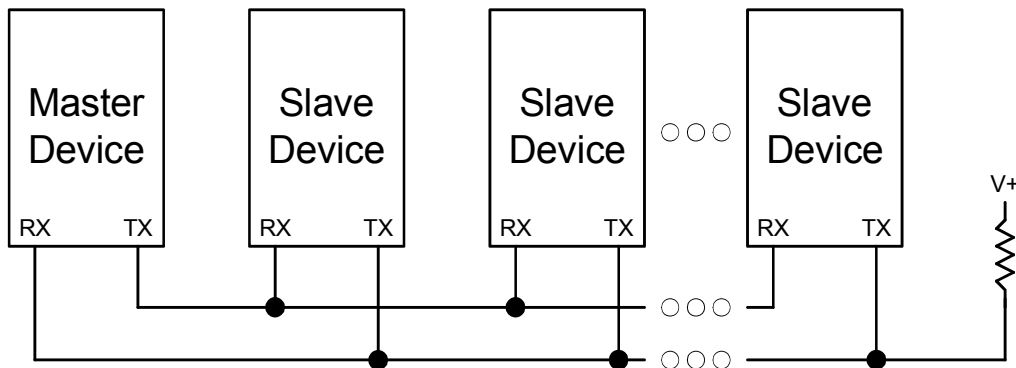 Master
Device
Slave
Device
Slave
Device
Slave
Device
RX TX
RX TX
RX TX
RX TX
V+